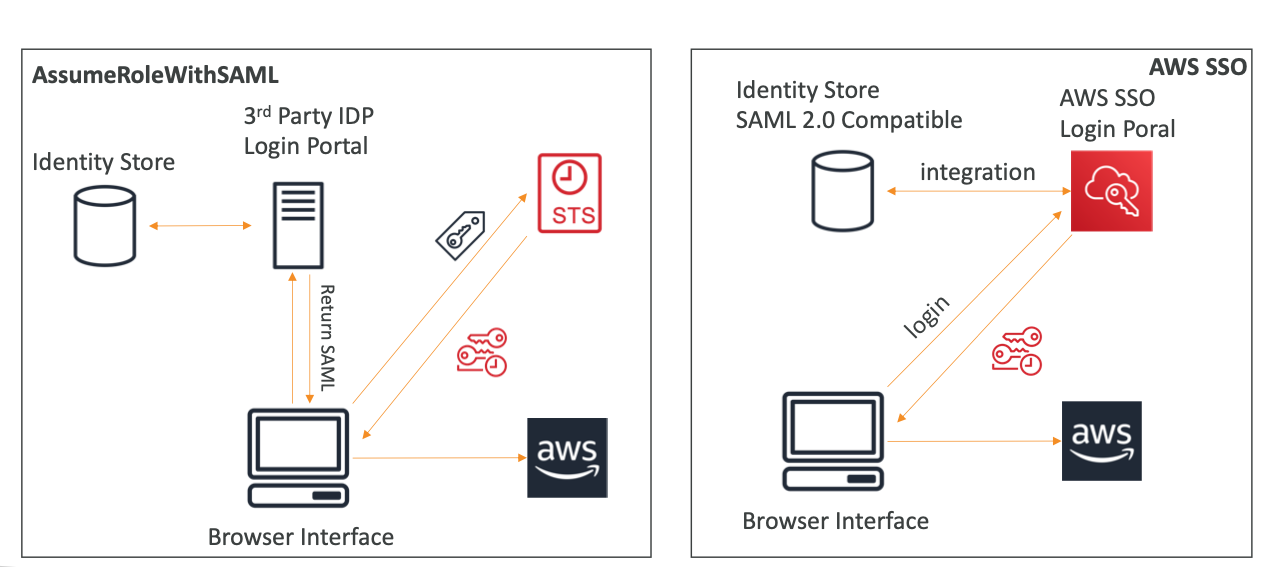 AssumeRoleWithSAML
3rd Party IDP
Login Portal
Identity Store
STS
Return SAML
aws
Browser Interface
AWS SSO
Identity Store
SAML 2.0 Compatible
AWS SSO
Login Poral
integration
login
aws
Browser Interface